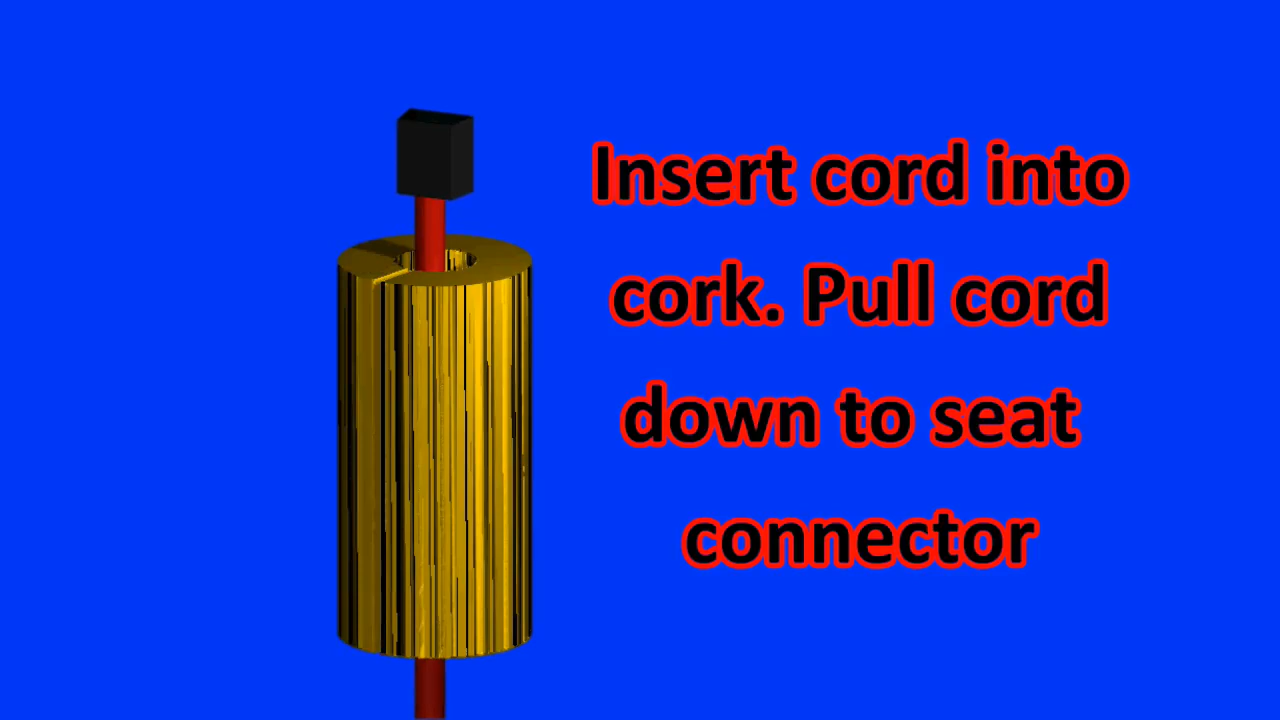 Insert cord into
cork. Pull cord
down to seat
connector